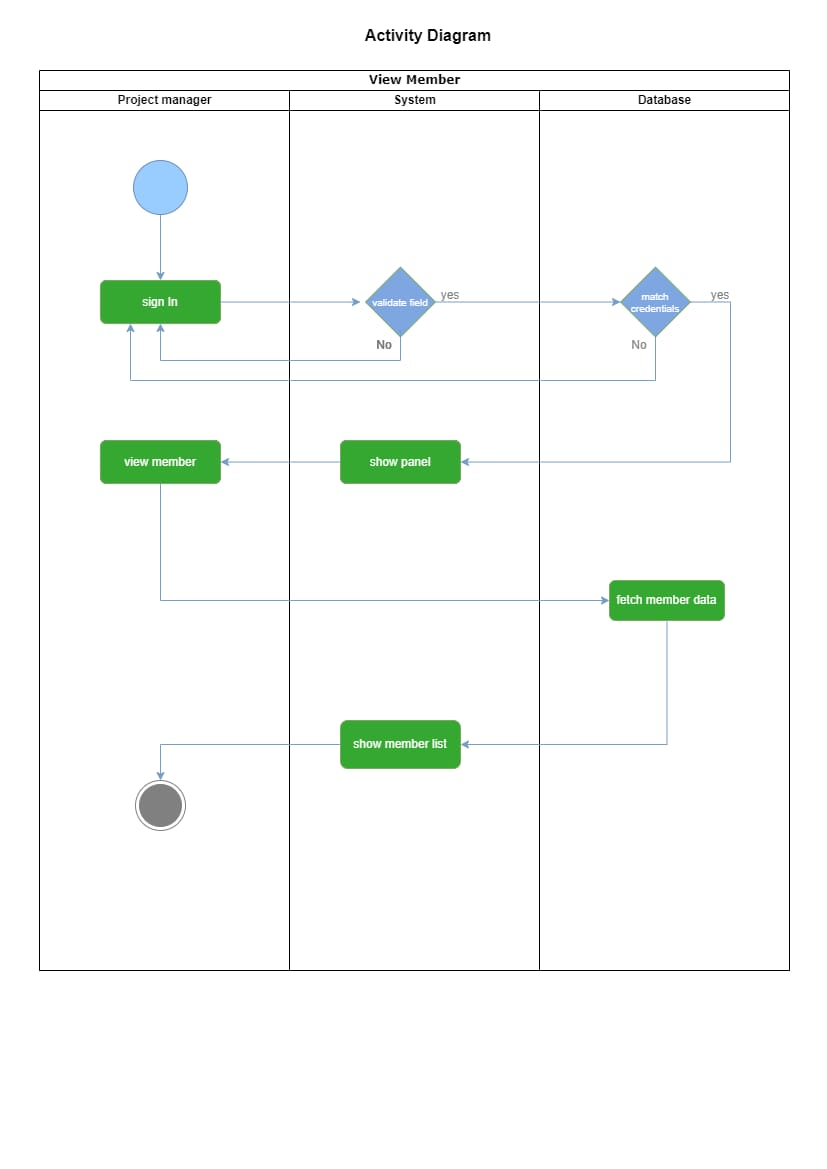 Activity Diagram
View Member
Project manager
System
Database
sign In
validate field
yes
match
credentials
yes
No
No
view member
show panel
fetch member data
show member list